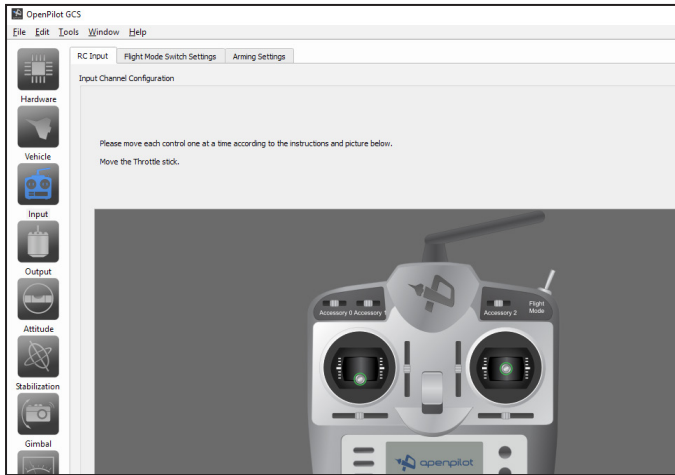 OpenPilot GCS
File Edit Tools Window Help
RC Input Flight Mode Switch Settings Arming Settings
Input Channel Configuration
Hardware
Please move each control one at a time according to the instructions and picture below.
Vehicle
Move the Throttle stick.
Input
Output
Accessory 0 Accessory 1 Accessory 2 Flight
Mode
Attitude
Stabilization
Gimbal
openpilot